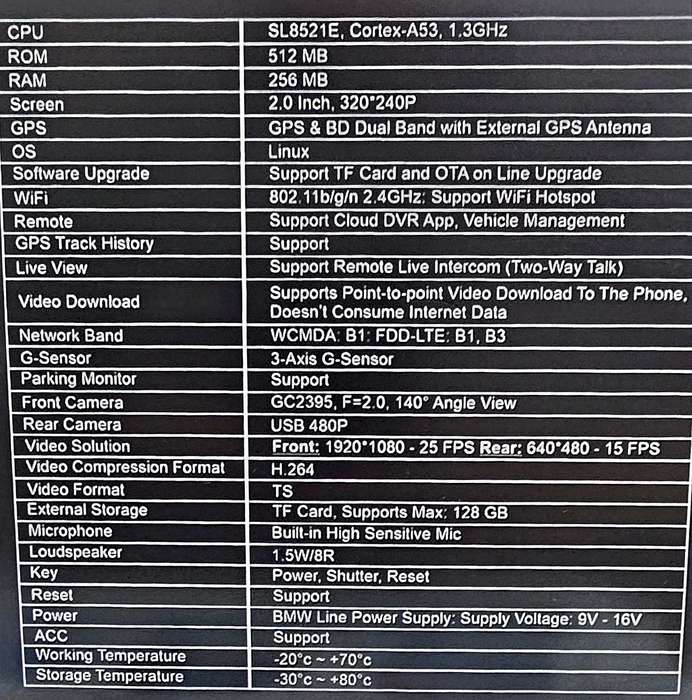 CPU SL8521E, Cortex-A53, 1.3GHz
ROM 512 MB
RAM 256 MB
Screen 2.0 Inch, 320*240P
GPS GPS & BD Dual Band with External GPS Antenna
OS Linux
Software Upgrade Support TF Card and OTA on Line Upgrade
WiFi 802.11b/g/n 2.4GHz: Support WiFi Hotspot
Remote Support Cloud DVR App, Vehicle Management
GPS Track History Support
Live View Support Remote Live Intercom (Two-Way Talk)
Video Download Supports Point-to-point Video Download To The Phone,
Doesn't Consume Internet Data
Network Band WCMDA: B1: FDD-LTE: B1, B3
G-Sensor 3-Axis G-Sensor
Parking Monitor Support
Front Camera GC2395, F=2.0, 140° Angle View
Rear Camera USB 480P
Video Solution Front: 1920*1080 - 25 FPS Rear: 640*480 - 15 FPS
Video Compression Format H.264
Video Format TS
External Storage TF Card, Supports Max: 128 GB
Microphone Built-in High Sensitive Mic
Loudspeaker 1.5W/8R
Key Power, Shutter, Reset
Reset Support
Power BMW Line Power Supply: Supply Voltage: 9V - 16V
ACC Support
Working Temperature -20°c ~ +70°c
Storage Temperature -30°c ~ +80°c